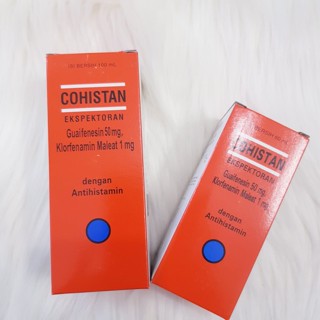 COHISTAN
EKSPEKTORAN
Guaifenesin 50 mg,
Klorfenamin Maleat 1 mg
dengan
Antihistamin
COHISTAN
EKSPEKTORAN
Guaifenesin 50 mg,
Klorfenamin Maleat 1 mg
dengan
Antihistamin